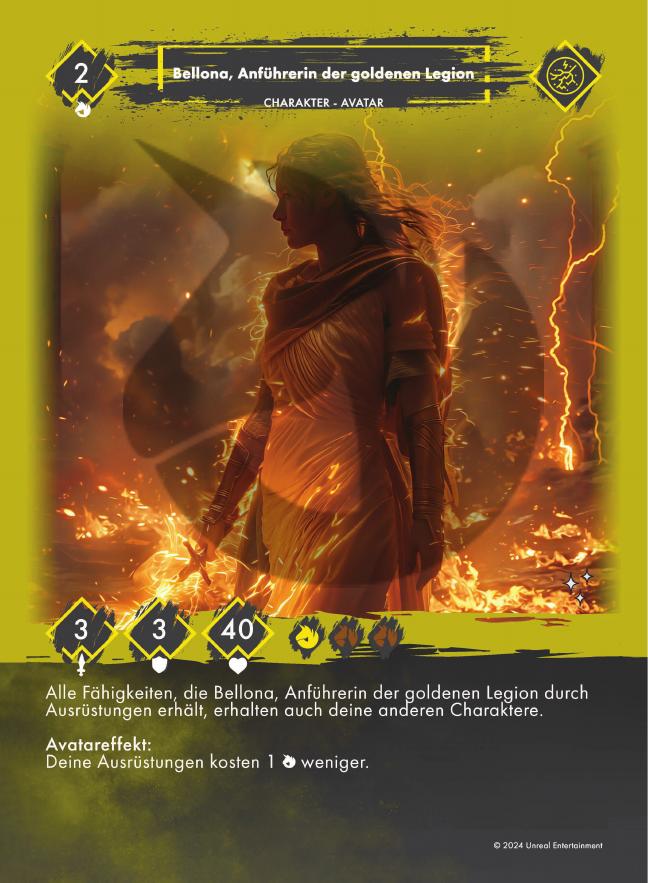 2
Bellona, Anführerin der goldenen Legion
CHARAKTER - AVATAR
3
3
40
Alle Fähigkeiten, die Bellona, Anführerin der goldenen Legion durch
Ausrüstungen erhält, erhalten auch deine anderen Charaktere.
Avatareffekt:
Deine Ausrüstungen kosten 1 weniger.
© 2024 Unreal Entertainment